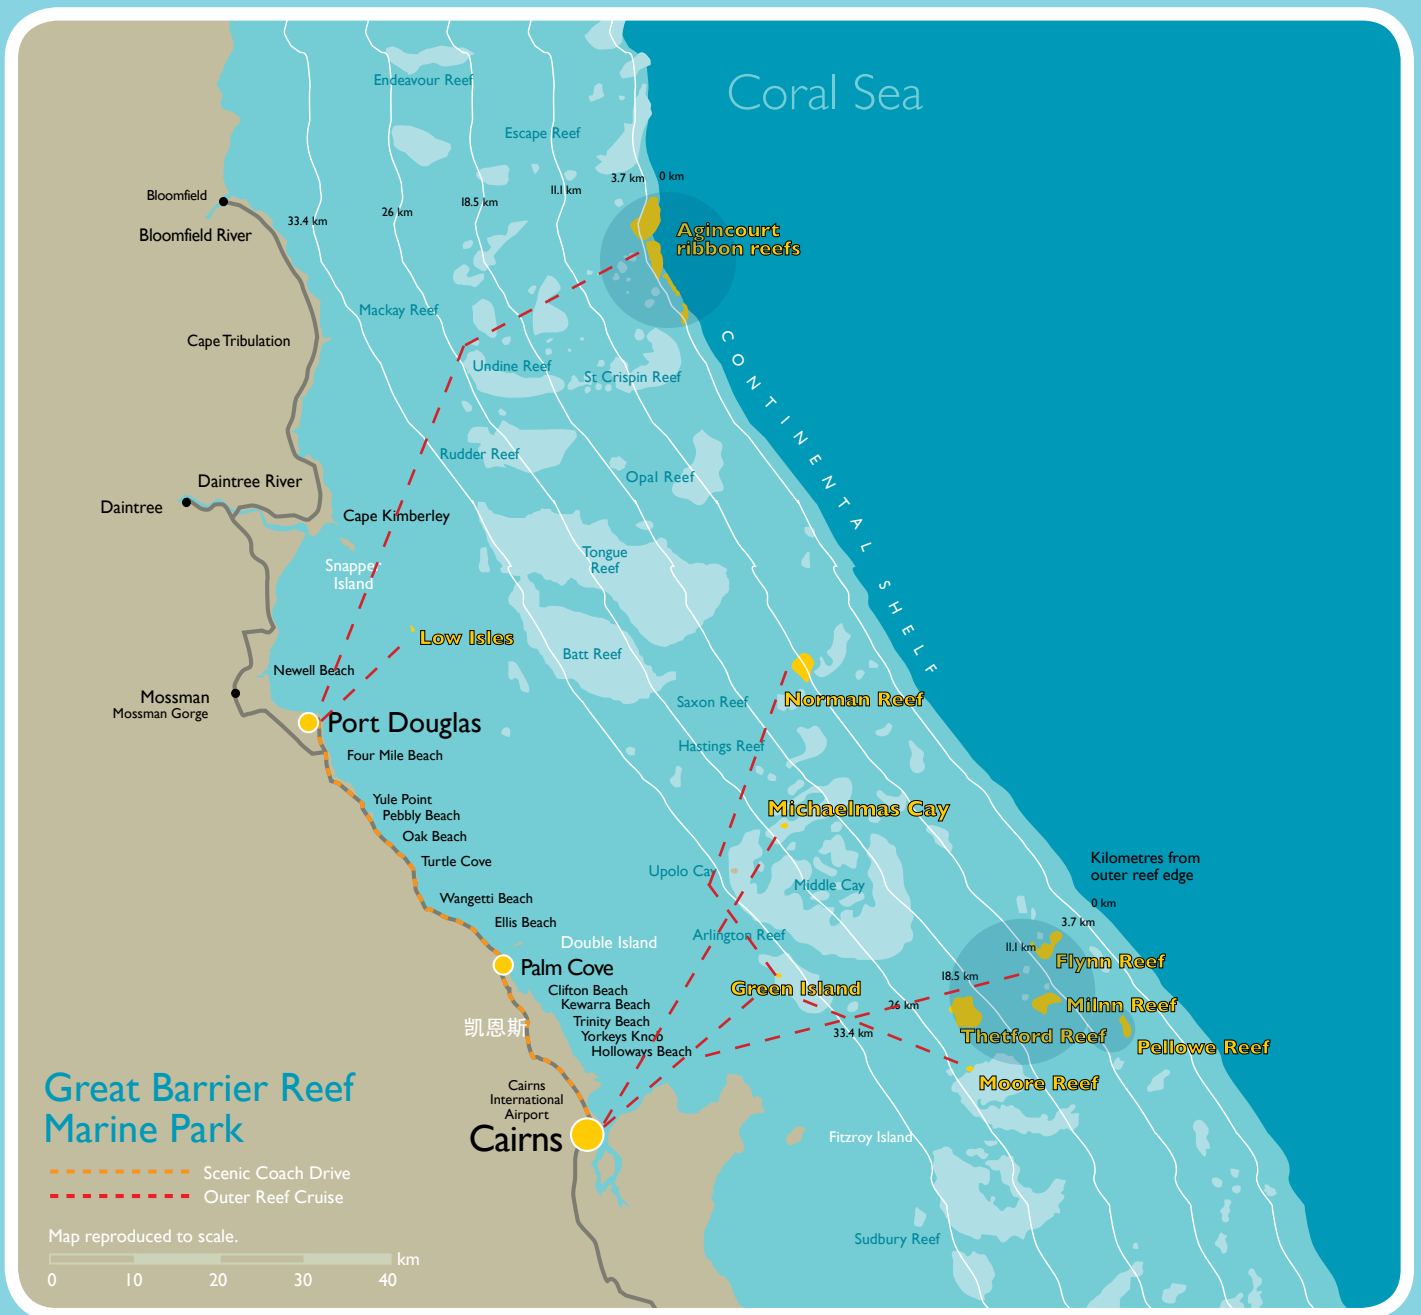 Coral Sea
Endeavour Reef
Escape Reef
3.7 km
0 km
11.1 km
18.5 km
26 km
33.4 km
Bloomfield
Bloomfield River
Agincourt
ribbon reefs
Mackay Reef
Cape Tribulation
Undine Reef
St Crispin Reef
CONTINENTAL SHELF
Rudder Reef
Opal Reef
Daintree River
Daintree
Cape Kimberley
Tongue
Reef
Snapper
Island
Low Isles
Batt Reef
Newell Beach
Mossman
Mossman Gorge
Port Douglas
Saxon Reef
Norman Reef
Hastings Reef
Four Mile Beach
Yule Point
Pebbly Beach
Oak Beach
Turtle Cove
Michaelmas Cay
Upolo Cay
Middle Cay
Kilometres from
outer reef edge
0 km
3.7 km
11.1 km
18.5 km
26 km
33.4 km
Wangetti Beach
Ellis Beach
Double Island
Arlington Reef
Palm Cove
Green Island
Flynn Reef
Milnn Reef
Thetford Reef
Pellowe Reef
Moore Reef
Clifton Beach
Kewarra Beach
Trinity Beach
Yorkeys Knob
Holloways Beach
凯恩斯
Cairns
International
Airport
Cairns
Fitzroy Island
Sudbury Reef
Great Barrier Reef
Marine Park
Scenic Coach Drive
Outer Reef Cruise
Map reproduced to scale.
km
0 10 20 30 40